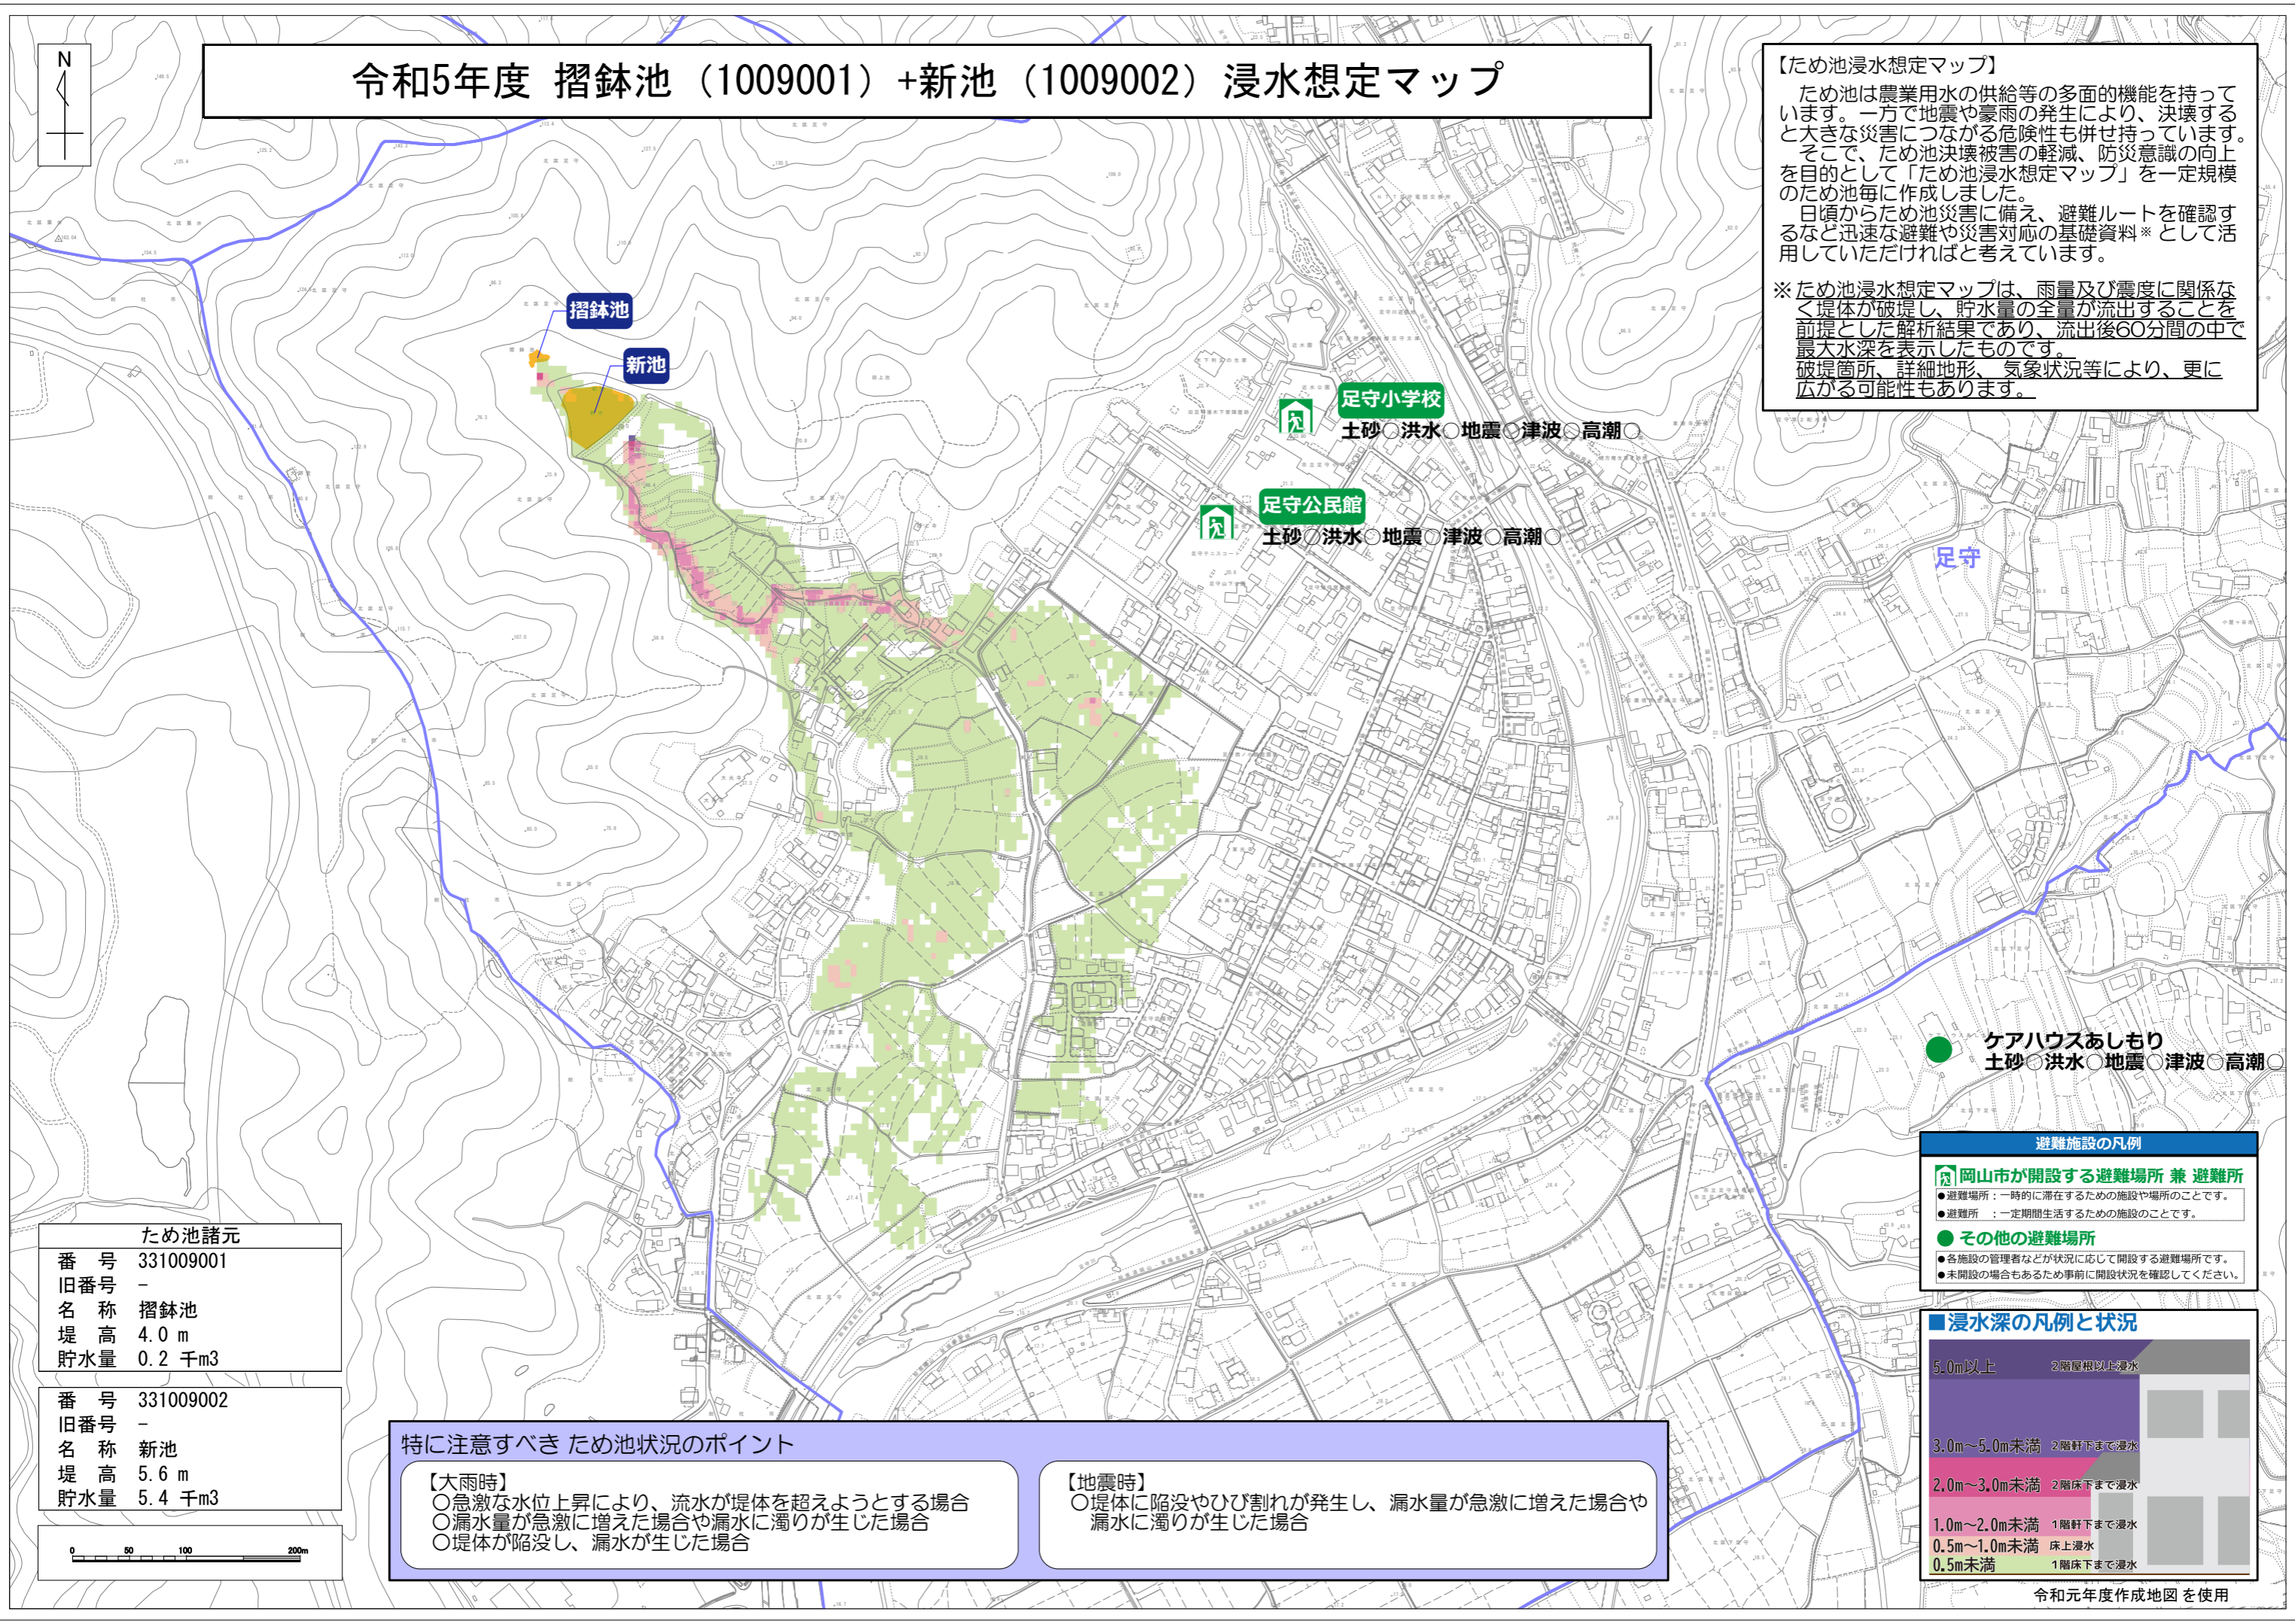 N
令和5年度 摺鉢池（1009001）+新池（1009002）浸水想定マップ
【ため池浸水想定マップ】
ため池は農業用水の供給等の多面的機能を持って
います。一方で地震や豪雨の発生により、決壊する
と大きな災害につながる危険性も併せ持っています。
そこで、ため池決壊被害の軽減、防災意識の向上
を目的として「ため池浸水想定マップ」を一定規模
のため池毎に作成しました。
日頃からため池災害に備え、避難ルートを確認す
るなど迅速な避難や災害対応の基礎資料※として活
用していただければと考えています。
※ため池浸水想定マップは、雨量及び震度に関係な
く堤体が破堤し、貯水量の全量が流出することを
前提とした解析結果であり、流出後60分間の中で
最大水深を表示したものです。
破堤箇所、詳細地形、 気象状況等により、更に
広がる可能性もあります。
摺鉢池
新池
足守小学校
土砂○洪水○地震○津波○高潮○
足守公民館
土砂○洪水○地震○津波○高潮○
足守
ケアハウスあしもり
土砂○洪水○地震○津波○高潮○
避難施設の凡例
岡山市が開設する避難場所 兼 避難所
●避難場所：一時的に滞在するための施設や場所のことです。
●避難所　：一定期間生活するための施設のことです。
● その他の避難場所
●各施設の管理者などが状況に応じて開設する避難場所です。
●未開設の場合もあるため事前に開設状況を確認してください。
■浸水深の凡例と状況
5.0m以上 2階屋根以上浸水
3.0m～5.0m未満 2階軒下まで浸水
2.0m～3.0m未満 2階床下まで浸水
1.0m～2.0m未満 1階軒下まで浸水
0.5m～1.0m未満 床上浸水
0.5m未満 1階床下まで浸水
令和元年度作成地図を使用
ため池諸元
番　号 331009001
旧番号 −
名　称 摺鉢池
堤　高 4.0 m
貯水量 0.2 千m3
番　号 331009002
旧番号 −
名　称 新池
堤　高 5.6 m
貯水量 5.4 千m3
0 50 100 200m
特に注意すべき ため池状況のポイント
【大雨時】
○急激な水位上昇により、流水が堤体を超えようとする場合
○漏水量が急激に増えた場合や漏水に濁りが生じた場合
○堤体が陥没し、漏水が生じた場合
【地震時】
○堤体に陥没やひび割れが発生し、漏水量が急激に増えた場合や
漏水に濁りが生じた場合